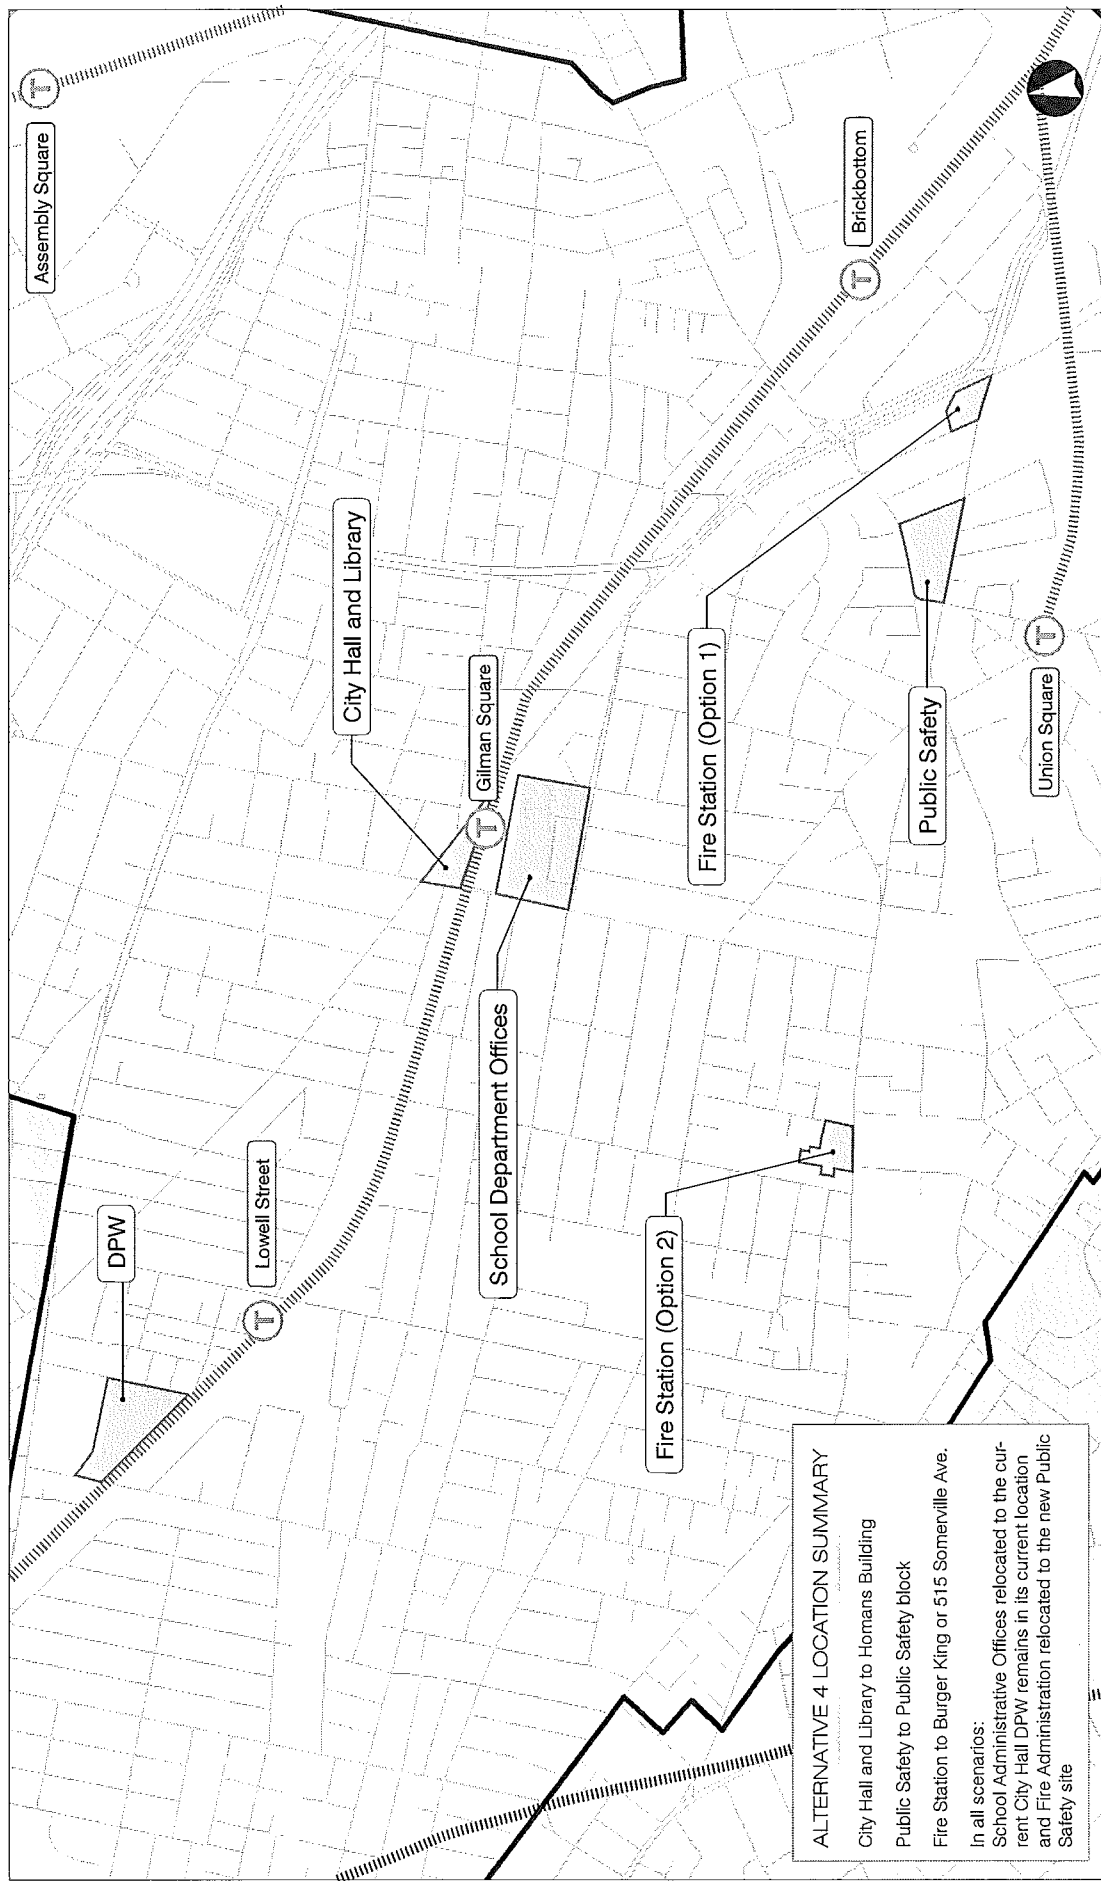 Assembly Square
T
Brickbottom
T
City Hall and Library
Gilman Square
T
Fire Station (Option 1)
Public Safety
Union Square
T
DPW
Lowell Street
T
School Department Offices
Fire Station (Option 2)
ALTERNATIVE 4 LOCATION SUMMARY
City Hall and Library to Homans Building
Public Safety to Public Safety block
Fire Station to Burger King or 515 Somerville Ave.
In all scenarios:
School Administrative Offices relocated to the cur-
rent City Hall DPW remains in its current location
and Fire Administration relocated to the new Public
Safety site